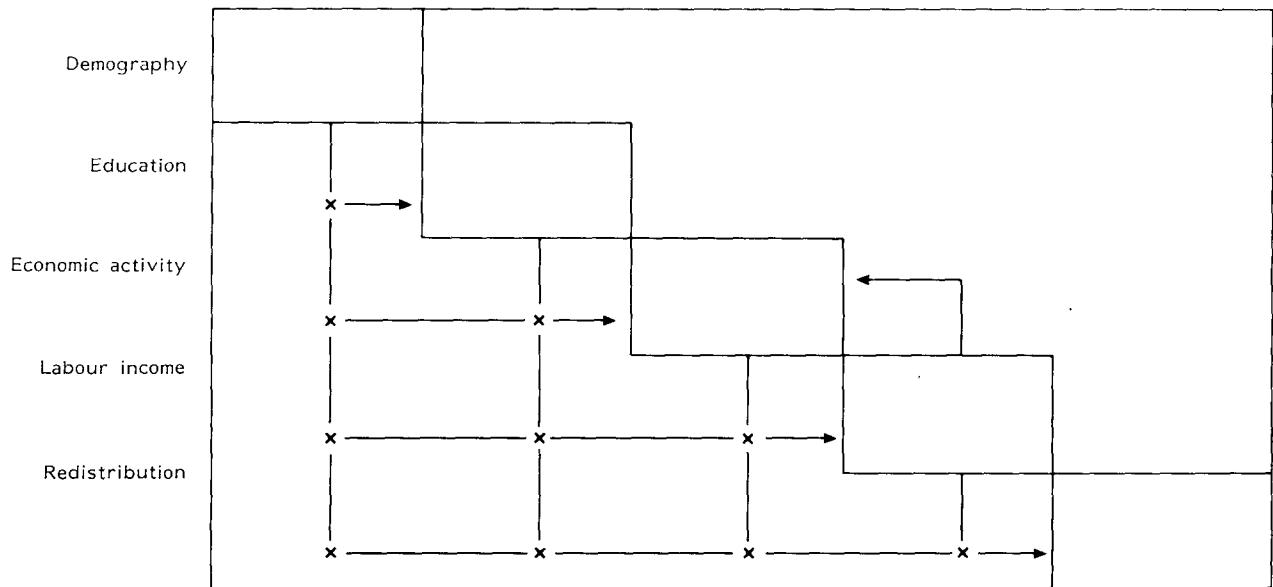 Demography
Education
Economic activity
Labour income
Redistribution